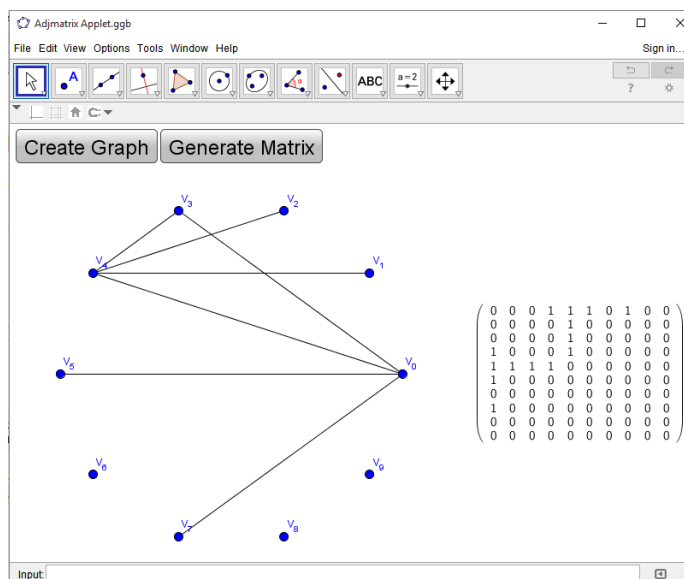 Adjmatrix Applet.ggb
File Edit View Options Tools Window Help
Sign in...
A
α
ABC
a=2
?
Create Graph
Generate Matrix
V3
V2
V4
V1
V5
V0
V6
V9
V7
V8
0 0 0 1 1 1 0 1 0 0
0 0 0 0 1 0 0 0 0 0
0 0 0 0 1 0 0 0 0 0
1 0 0 0 1 0 0 0 0 0
1 1 1 1 0 0 0 0 0 0
1 0 0 0 0 0 0 0 0 0
0 0 0 0 0 0 0 0 0 0
1 0 0 0 0 0 0 0 0 0
0 0 0 0 0 0 0 0 0 0
0 0 0 0 0 0 0 0 0 0
Input